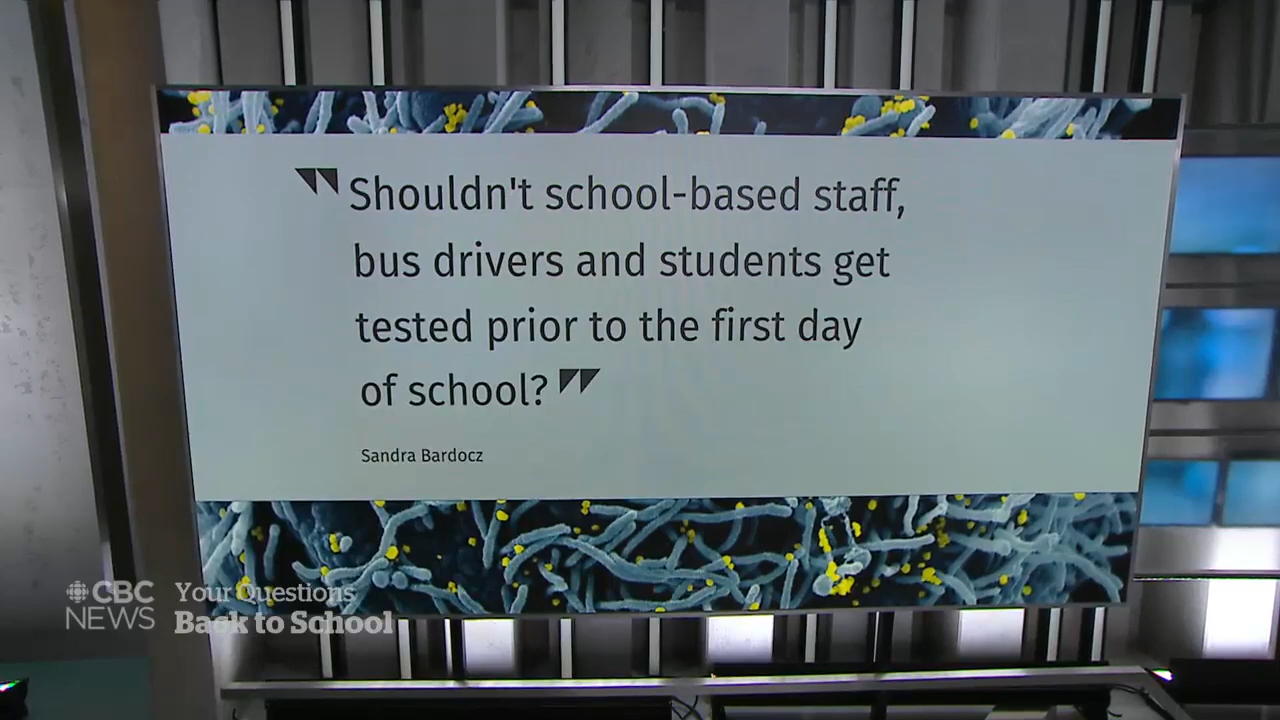 "Shouldn't school-based staff,
bus drivers and students get
tested prior to the first day
of school?"
Sandra Bardocz
CBC
NEWS
Your Questions
Back to School